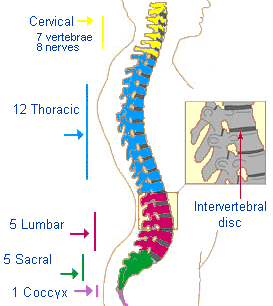 Cervical
7 vertebrae
8 nerves
12 Thoracic
Intervertebral
disc
5 Lumbar
5 Sacral
1 Coccyx